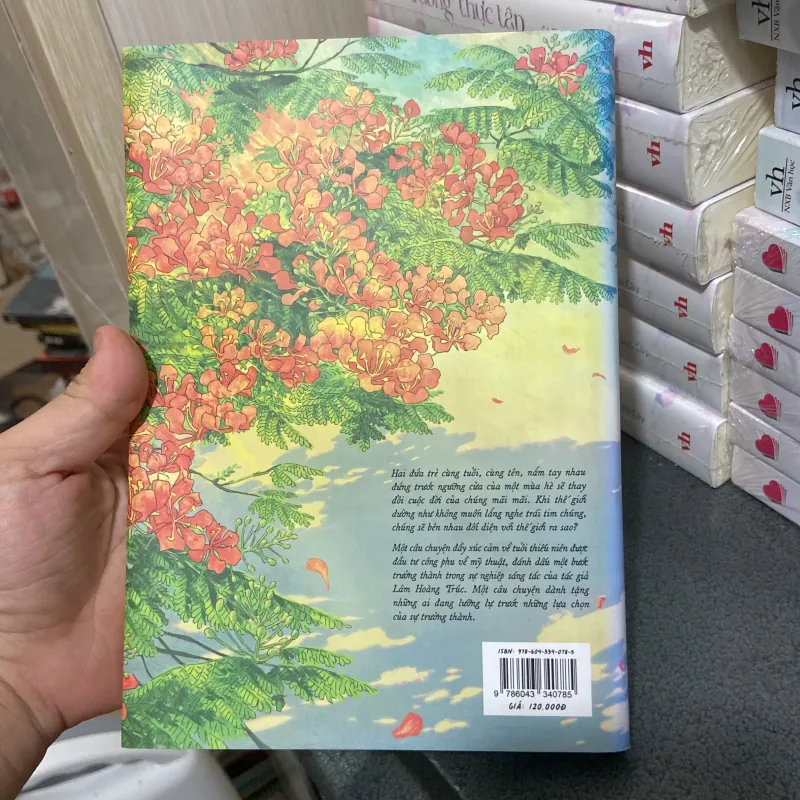 Hai đứa trẻ cùng tuổi, cùng tên, nắm tay nhau
đứng trước ngưỡng cửa của một mùa hè sẽ thay
đổi cuộc đời của chúng mãi mãi. Khi thế giới
dường như không muốn lắng nghe trái tim chúng,
chúng sẽ bên nhau đối diện với thế giới ra sao?
Một câu chuyện đầy xúc cảm về tuổi thiếu niên được
đầu tư công phu về mỹ thuật, đánh dấu một bước
trưởng thành trong sự nghiệp sáng tác của tác giả
Lâm Hoàng Trúc. Một câu chuyện dành tặng
những ai đang lưỡng lự trước những lựa chọn
của sự trưởng thành.
ISBN: 978-604-334-078-5
9 786043 340785
GIÁ: 120.000Đ
thực tân
vh
vh
vh
vh
vh
vh
vh
vh
NXB Văn học